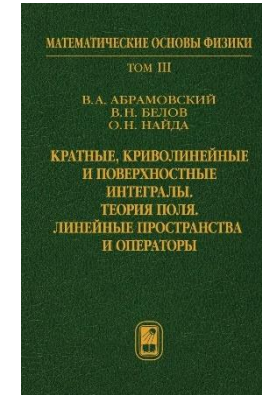 МАТЕМАТИЧЕСКИЕ ОСНОВЫ ФИЗИКИ
ТОМ III
В.А. АБРАМОВСКИЙ
В.Н. БЕЛОВ
О.Н. НАЙДА
КРАТНЫЕ, КРИВОЛИНЕЙНЫЕ
И ПОВЕРХНОСТНЫЕ
ИНТЕГРАЛЫ.
ТЕОРИЯ ПОЛЯ.
ЛИНЕЙНЫЕ ПРОСТРАНСТВА
И ОПЕРАТОРЫ